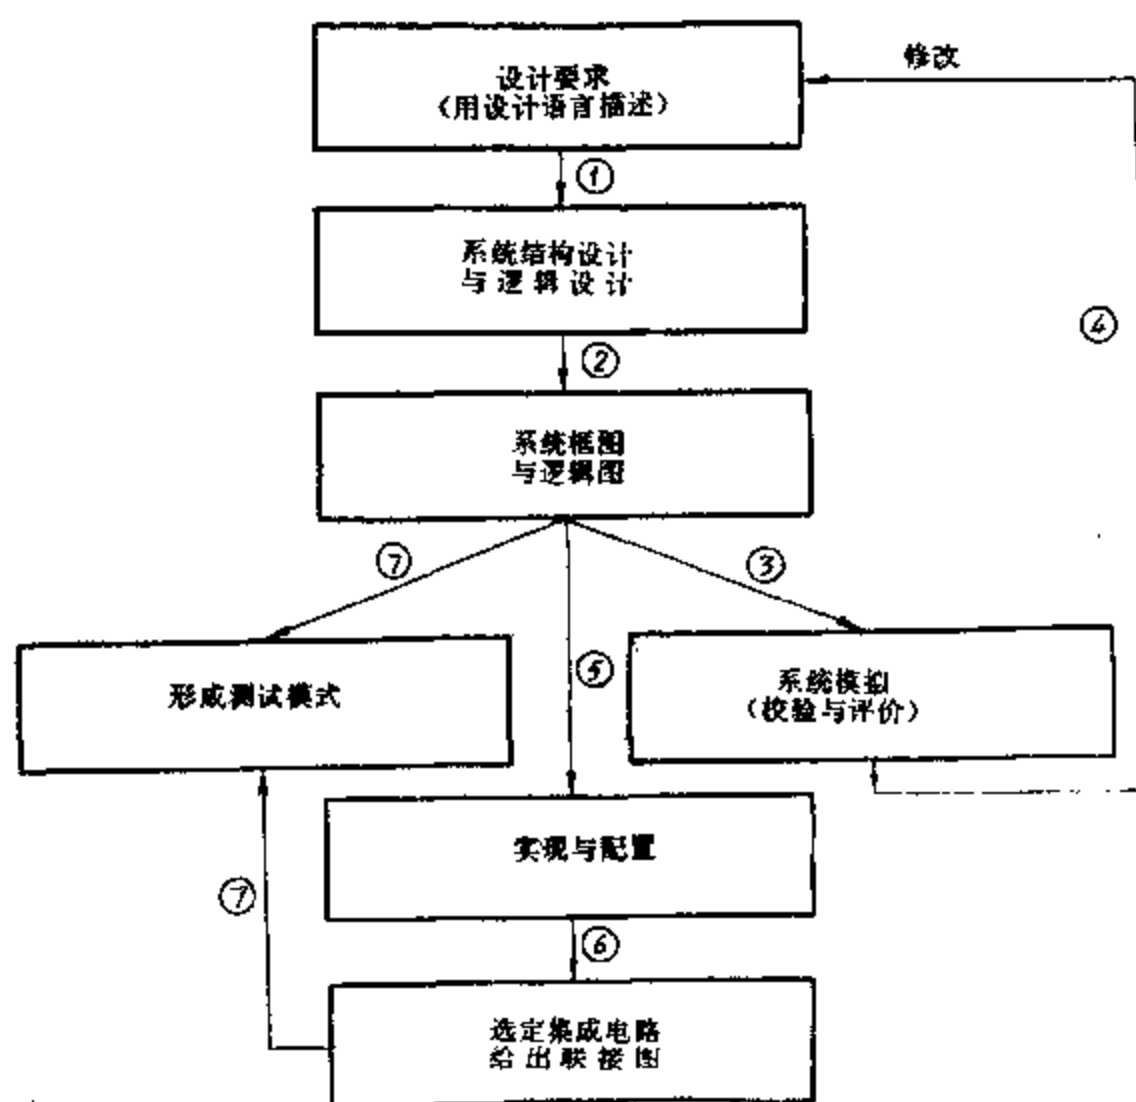 设计要求
（用设计语言描述）
修改
①
系统结构设计
与逻辑设计
④
②
系统框图
与逻辑图
⑦
③
⑤
形成测试模式
系统模拟
（校验与评价）
实现与配置
⑦
⑥
选定集成电路
给出联接图